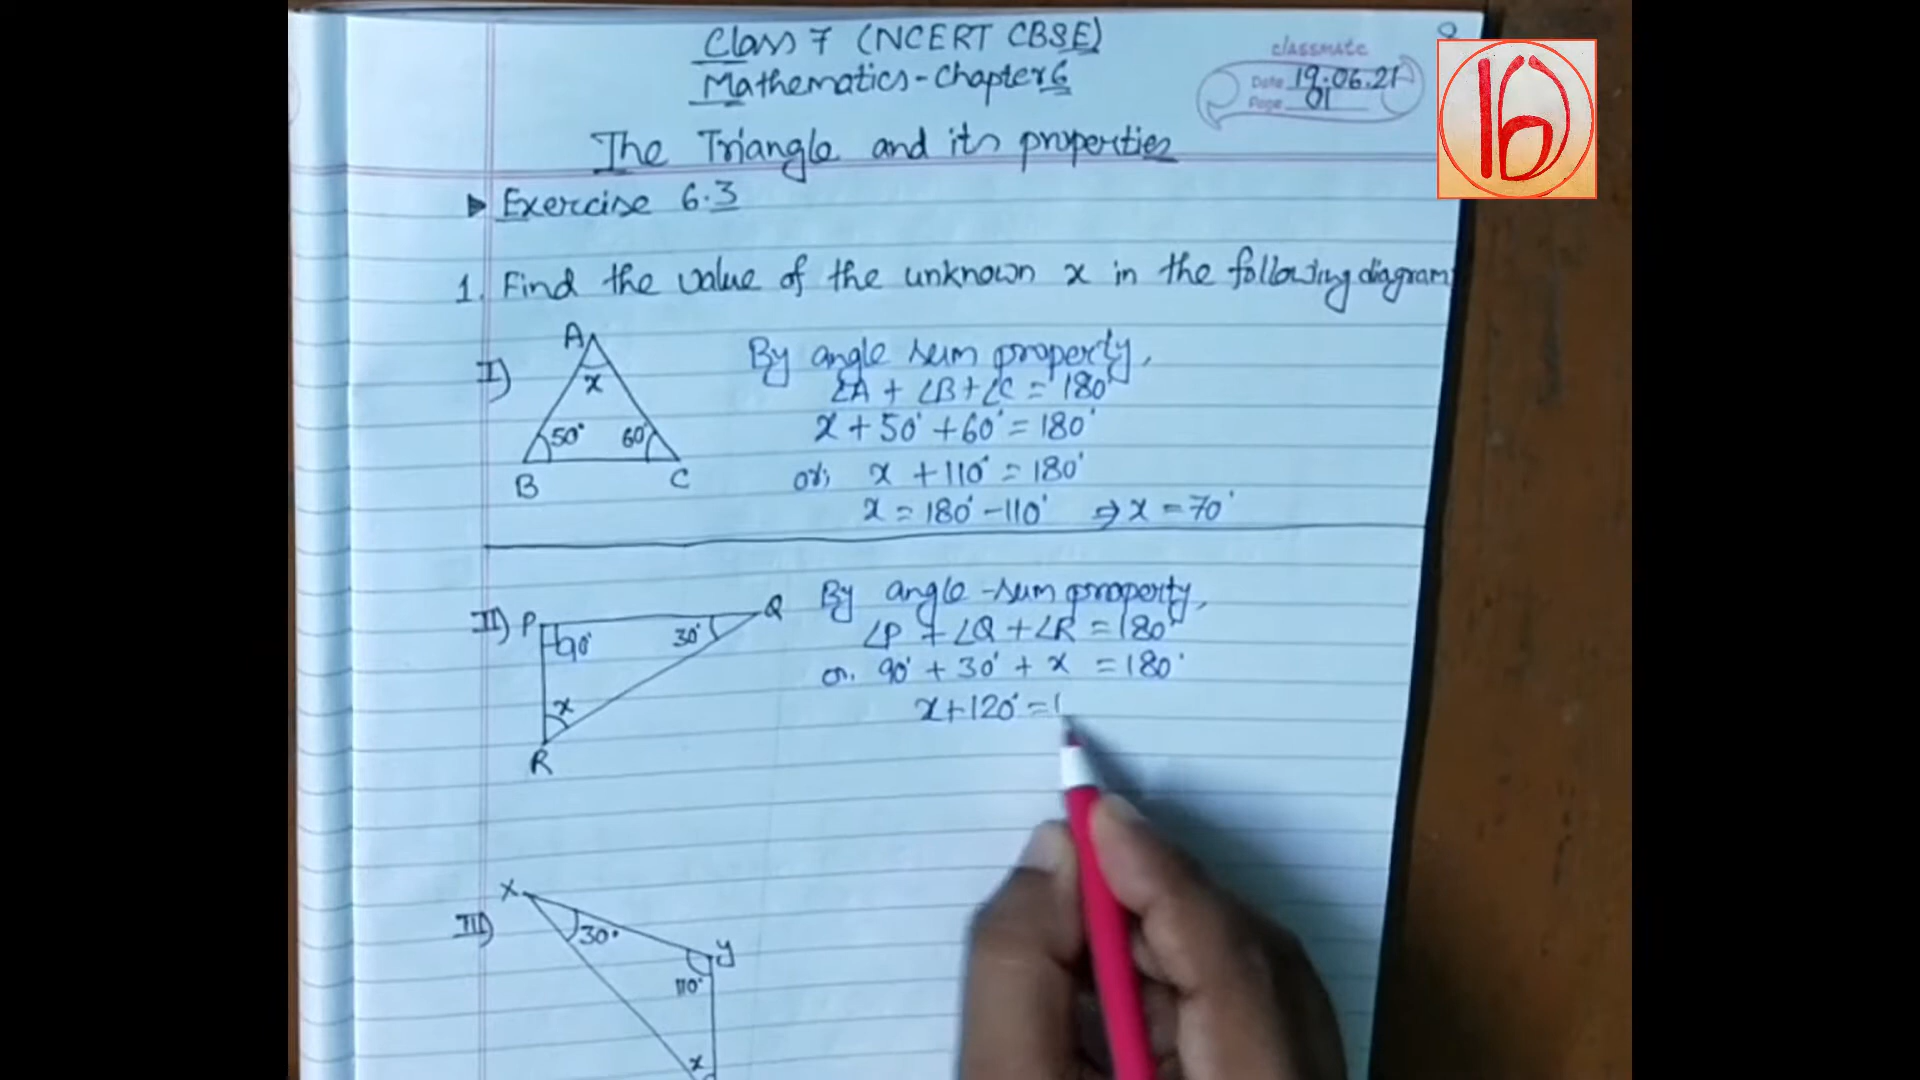 Class 7 (NCERT CBSE)
Mathematics - Chapter 6
classmate
Date 19.06.21
Page 01
The Triangle and its properties
Exercise 6.3
1. Find the value of the unknown x in the following diagram
I)
A
x
50°
60°
B
C
By angle sum property,
∠A + ∠B + ∠C = 180°
x + 50° + 60° = 180°
or, x + 110° = 180°
x = 180° - 110° ⇒ x = 70°
II)
P
Q
90°
30°
x
R
By angle-sum property,
∠P + ∠Q + ∠R = 180°
or. 90° + 30° + x = 180°
x + 120° = 1
III)
X
30°
y
110°
x